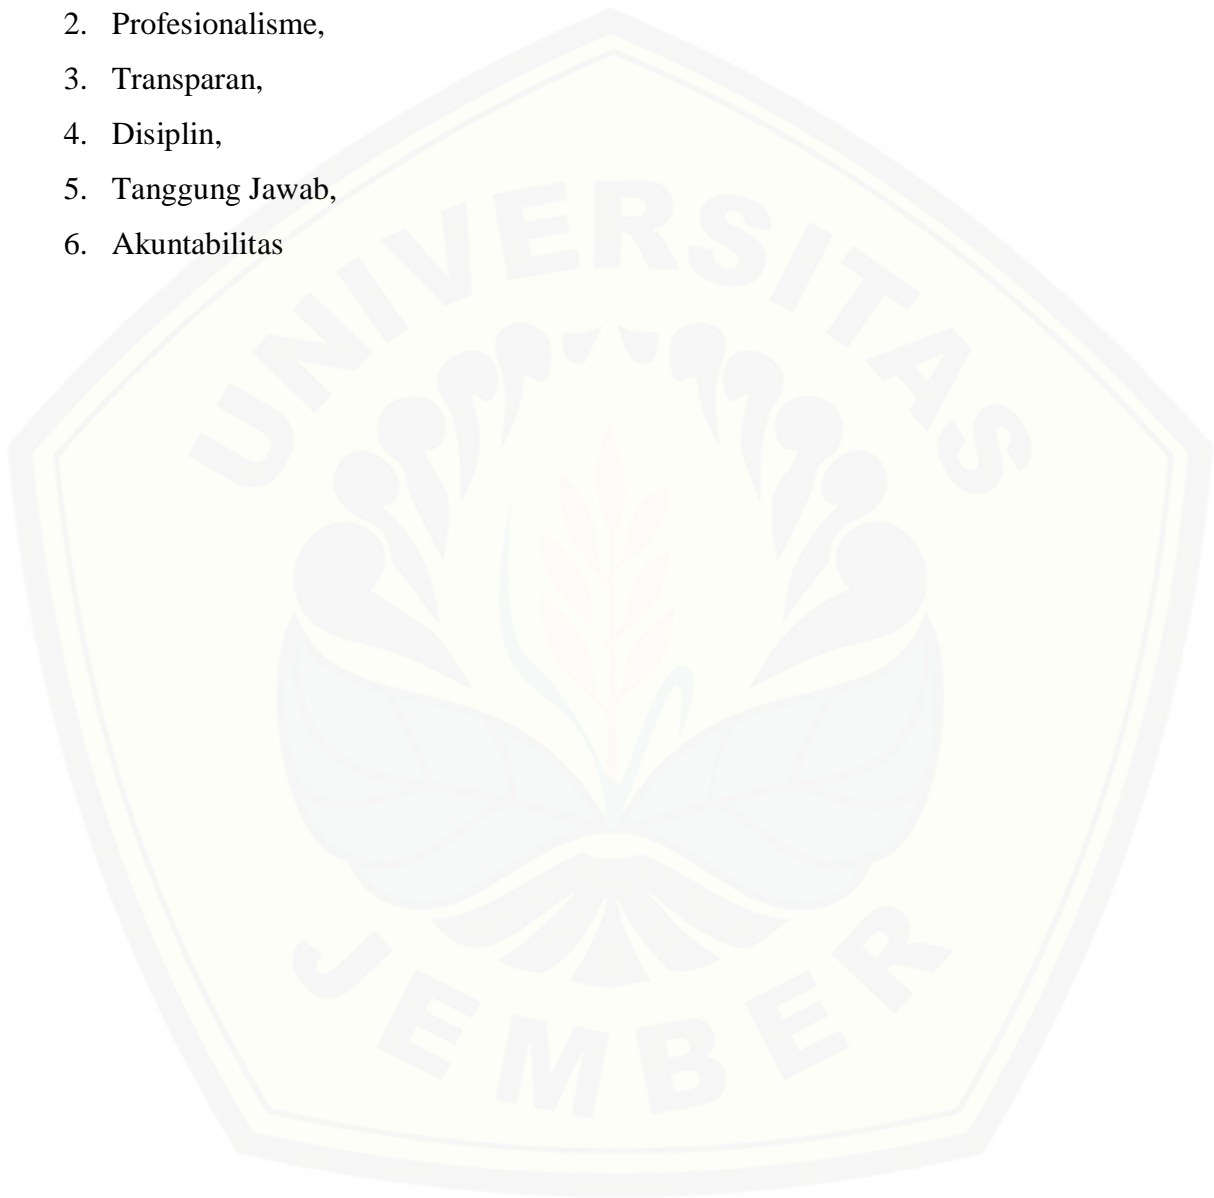 2. Profesionalisme,
3. Transparan,
4. Disiplin,
5. Tanggung Jawab,
6. Akuntabilitas
UNIVERSITAS
JEMBER